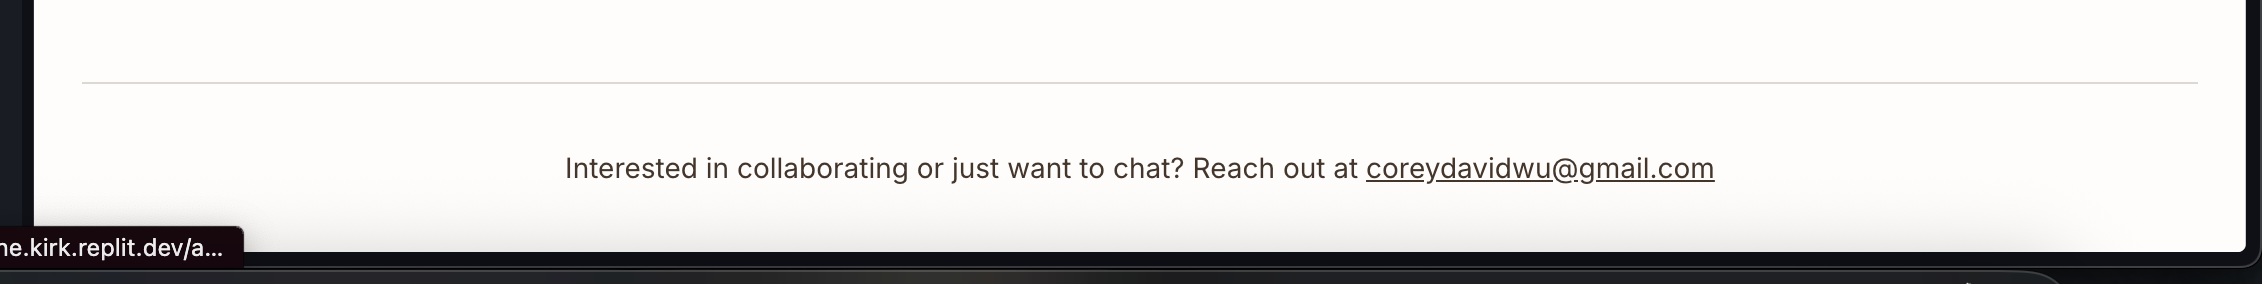 Interested in collaborating or just want to chat? Reach out at coreydavidwu@gmail.com
ne.kirk.replit.dev/a...